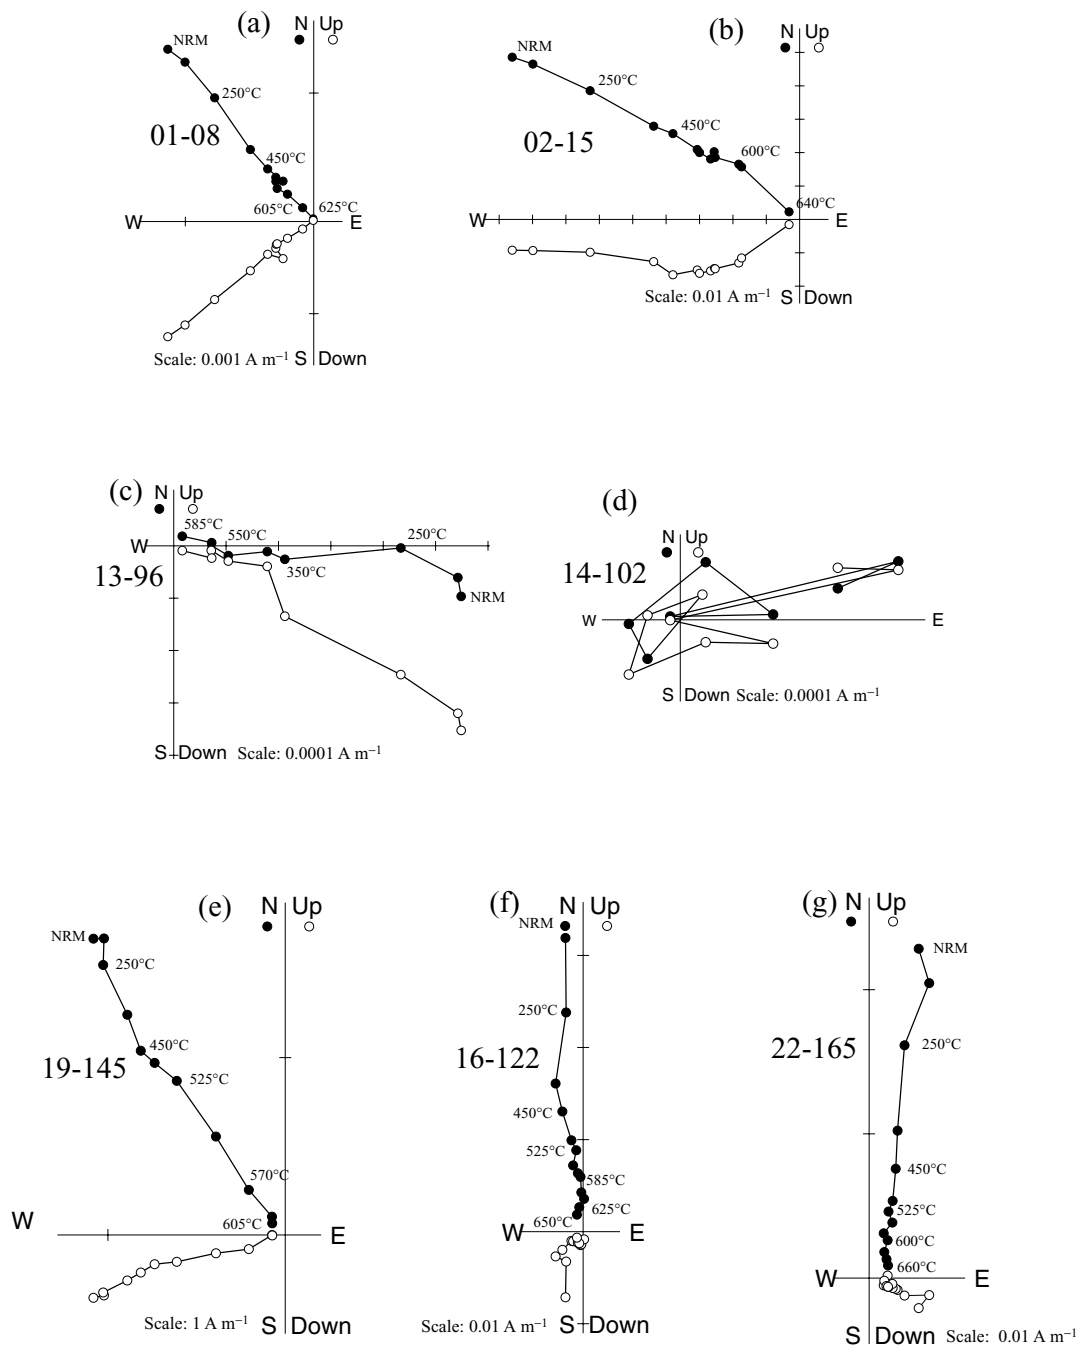 (a)
N Up
NRM
250°C
01-08
450°C
605°C 625°C
W E
Scale: 0.001 A m⁻¹ S Down
(b)
N Up
NRM
250°C
450°C
02-15
600°C
640°C
W E
Scale: 0.01 A m⁻¹ S Down
(c)
N Up
585°C
550°C
250°C
W
350°C
13-96
NRM
S Down Scale: 0.0001 A m⁻¹
(d)
N Up
14-102
W E
S Down Scale: 0.0001 A m⁻¹
(e)
N Up
NRM
250°C
450°C
19-145
525°C
570°C
605°C
W E
Scale: 1 A m⁻¹ S Down
(f)
N Up
NRM
250°C
16-122
450°C
525°C
585°C
625°C
650°C
W E
Scale: 0.01 A m⁻¹ S Down
(g)
N Up
NRM
250°C
22-165
450°C
525°C
600°C
660°C
W E
S Down Scale: 0.01 A m⁻¹